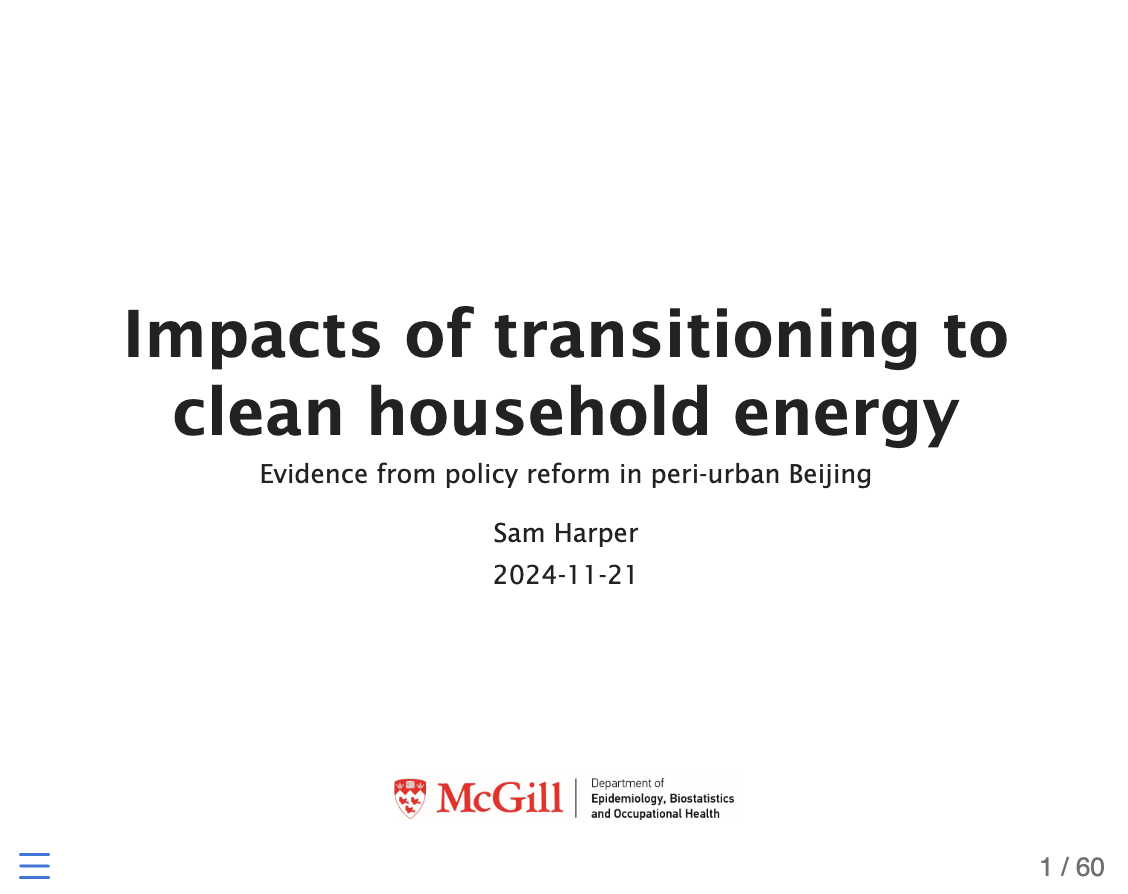 Impacts of transitioning to
clean household energy
Evidence from policy reform in peri-urban Beijing
Sam Harper
2024-11-21
McGill
Department of
Epidemiology, Biostatistics
and Occupational Health
1 / 60